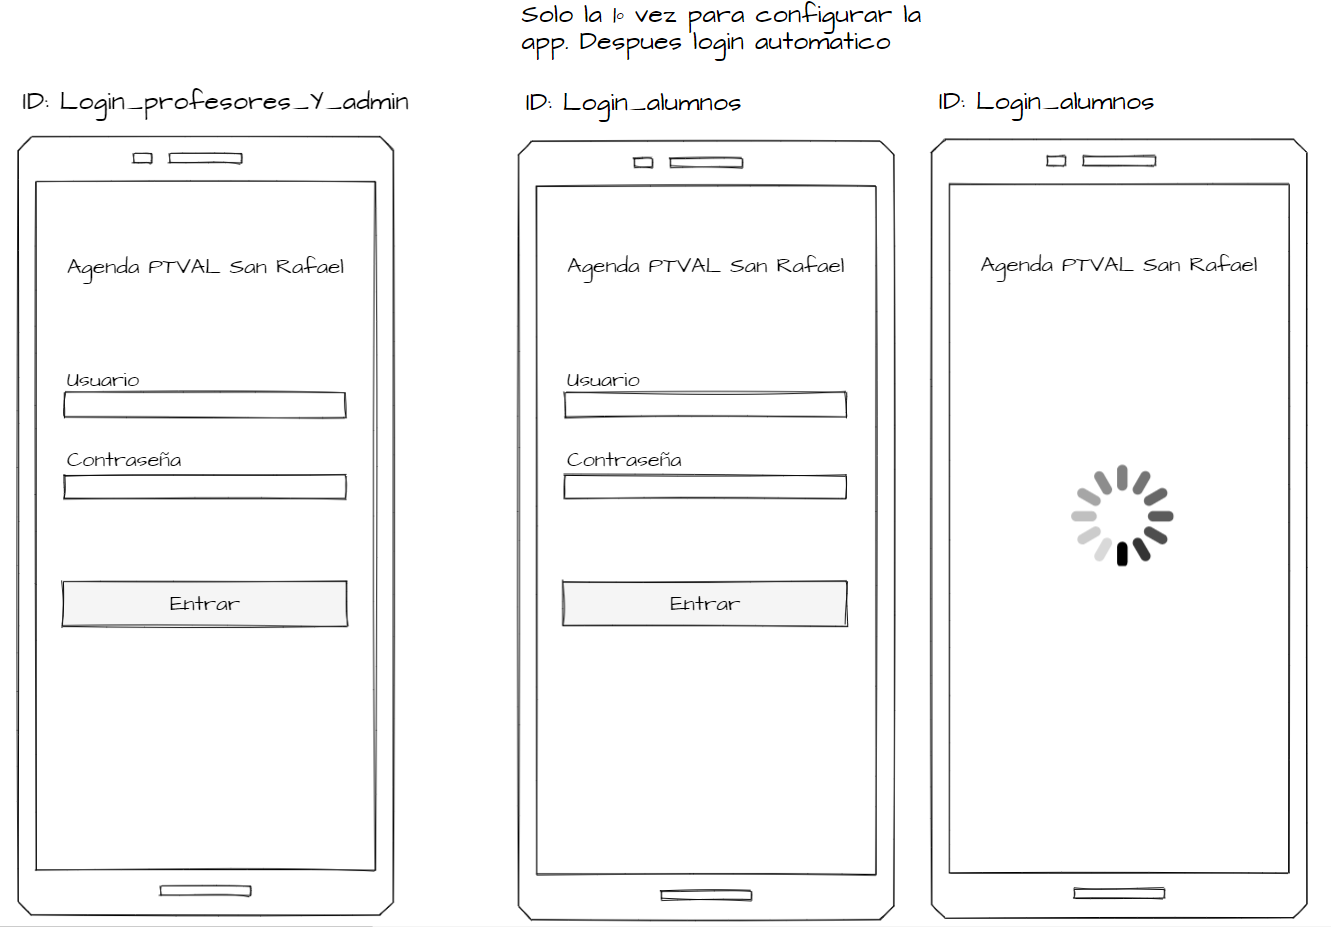 Solo la 1º vez para configurar la
app. Despues login automatico
ID: Login_profesores_Y_admin
Agenda PTVAL San Rafael
Usuario
Contraseña
Entrar
ID: Login_alumnos
Agenda PTVAL San Rafael
Usuario
Contraseña
Entrar
ID: Login_alumnos
Agenda PTVAL San Rafael